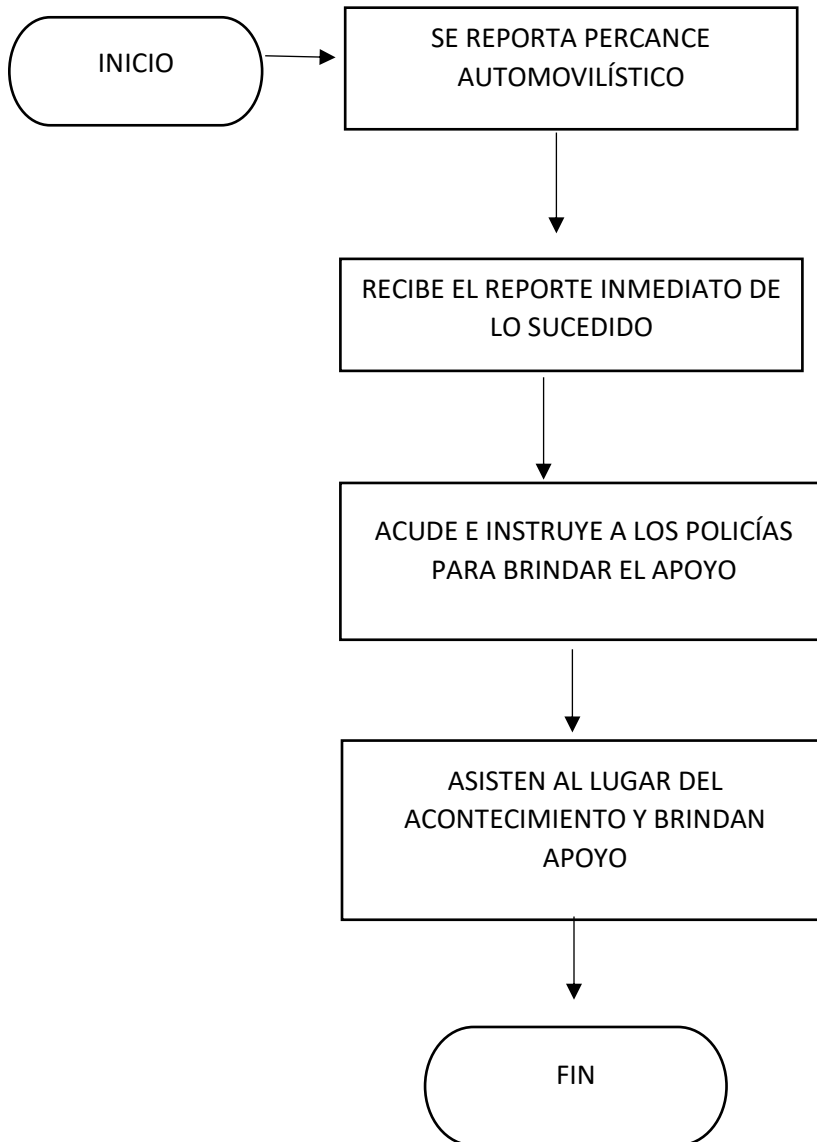 INICIO
SE REPORTA PERCANCE
AUTOMOVILÍSTICO
RECIBE EL REPORTE INMEDIATO DE
LO SUCEDIDO
ACUDE E INSTRUYE A LOS POLICÍAS
PARA BRINDAR EL APOYO
ASISTEN AL LUGAR DEL
ACONTECIMIENTO Y BRINDAN
APOYO
FIN